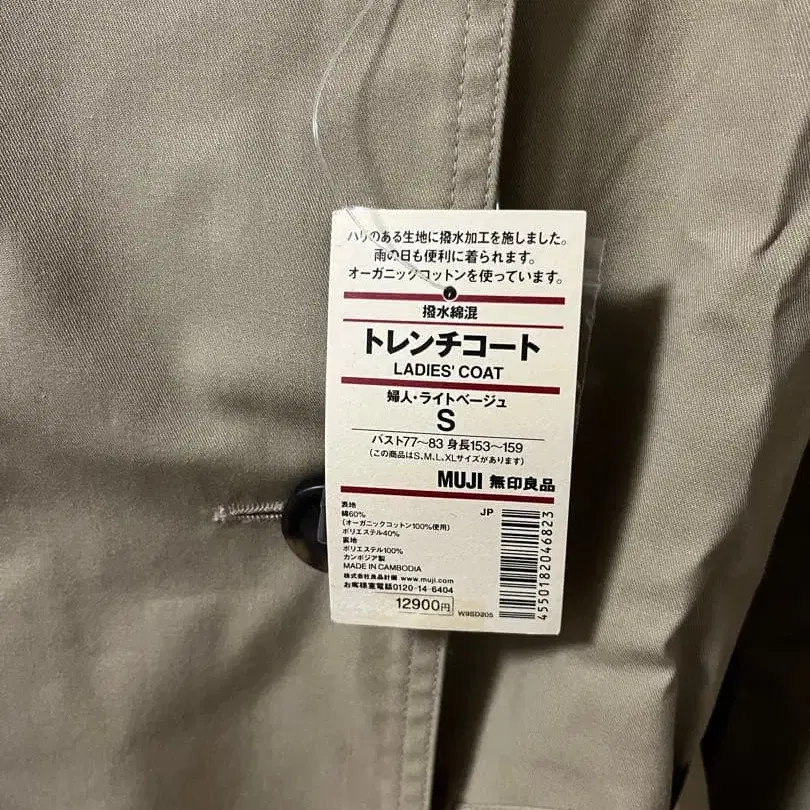 ハリのある生地に撥水加工を施しました。
雨の日も便利に着られます。
オーガニックコットンを使っています。
撥水綿混
トレンチコート
LADIES' COAT
婦人・ライトベージュ
S
バスト77〜83 身長153〜159
(この商品はS、M、L、XLサイズがあります)
MUJI 無印良品
表地
綿60%
(オーガニックコットン100%使用)
ポリエステル40%
裏地
ポリエステル100%
カンボジア製
MADE IN CAMBODIA
株式会社良品計画 www.muji.com
お客様室電話0120-14-6404
12900円
JP
4550182046823
W9SD205